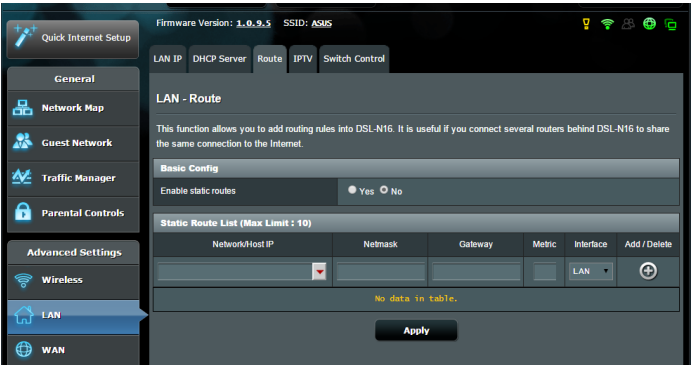 Firmware Version: 1.0.9.5 SSID: ASUS
Quick Internet Setup
General
Network Map
Guest Network
Traffic Manager
Parental Controls
Advanced Settings
Wireless
LAN
WAN
LAN IP DHCP Server Route IPTV Switch Control
LAN - Route
This function allows you to add routing rules into DSL-N16. It is useful if you connect several routers behind DSL-N16 to share
the same connection to the Internet.
Basic Config
Enable static routes Yes No
Static Route List (Max Limit : 10)
Network/Host IP Netmask Gateway Metric Interface Add / Delete
LAN
No data in table.
Apply